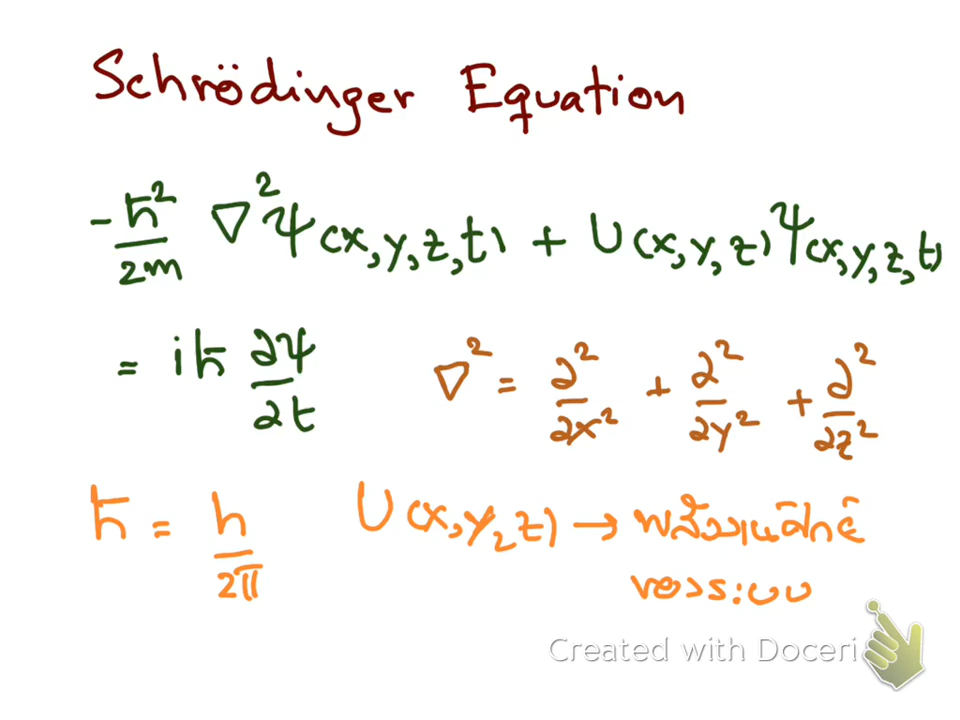 Schrödinger Equation
-ℏ²/2m ∇²Ψ(x,y,z,t) + U(x,y,z)Ψ(x,y,z,t)
= iℏ ∂Ψ/∂t
∇² = ∂²/∂x² + ∂²/∂y² + ∂²/∂z²
ℏ = h/2π
U(x,y,z) → พลังงานศักย์
ของระบบ
Created with Doceri